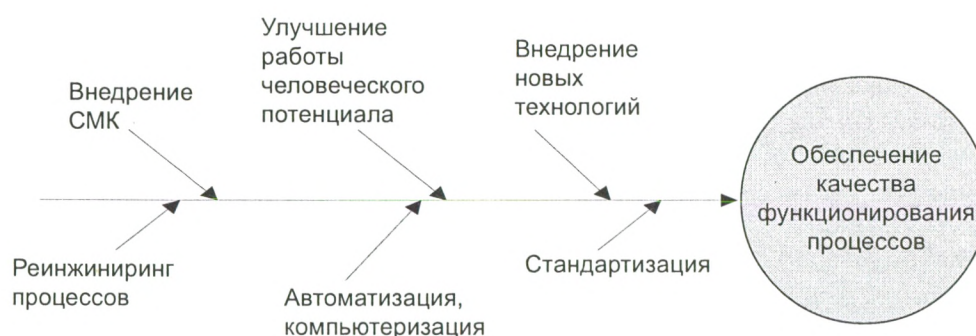 Внедрение
СМК
Улучшение
работы
человеческого
потенциала
Внедрение
новых
технологий
Обеспечение
качества
функционирования
процессов
Реинжиниринг
процессов
Автоматизация,
компьютеризация
Стандартизация